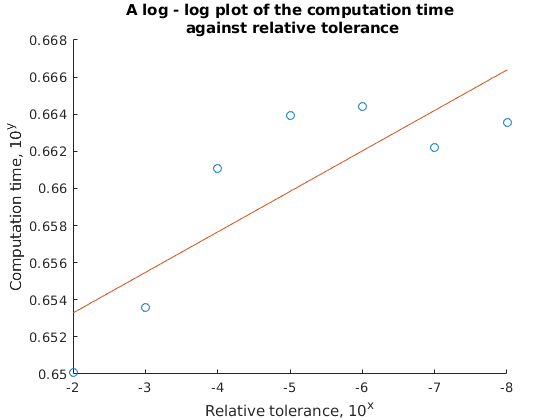 A log - log plot of the computation time
against relative tolerance
0.668
0.666
0.664
0.662
0.66
0.658
0.656
0.654
0.652
0.65
Computation time, 10^y
-2 -3 -4 -5 -6 -7 -8
Relative tolerance, 10^x